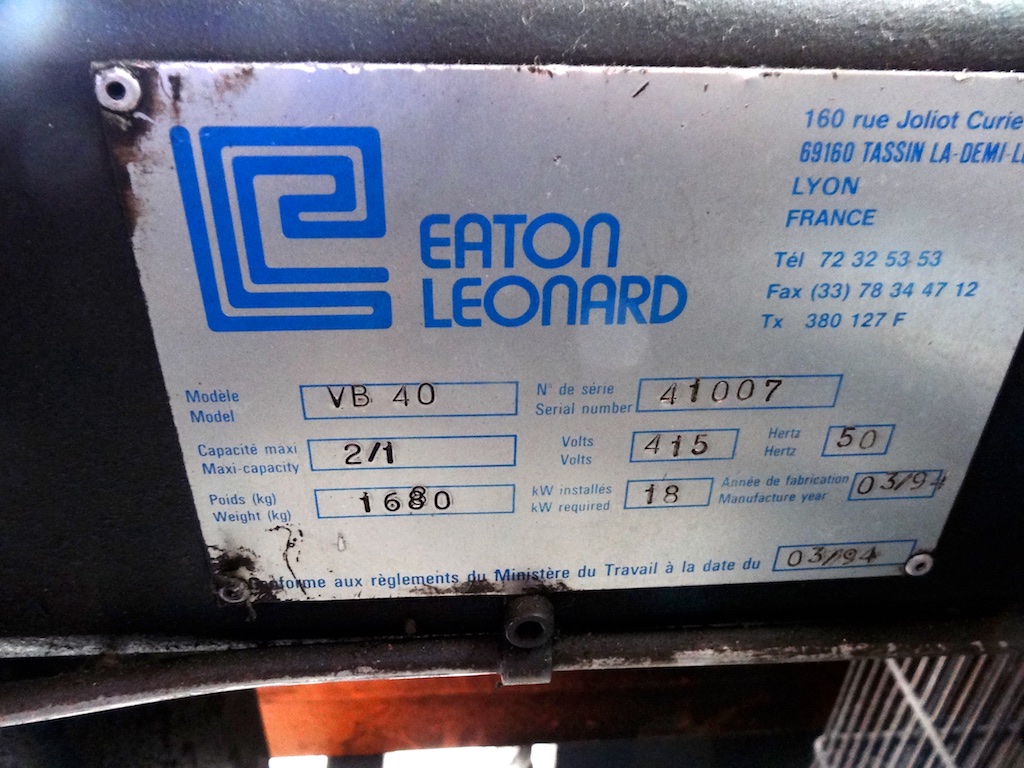 160 rue Joliot Curie
69160 TASSIN LA-DEMI-L
LYON
FRANCE
EATON
LEONARD
Tél 72 32 53 53
Fax (33) 78 34 47 12
Tx 380 127 F
Modèle
Model
VB 40
N° de série
Serial number
41007
Capacité maxi
Maxi-capacity
2/1
Volts
Volts
415
Hertz
Hertz
50
Poids (kg)
Weight (kg)
1680
kW installés
kW required
18
Année de fabrication
Manufacture year
03/94
Conforme aux règlements du Ministère du Travail à la date du 03/94